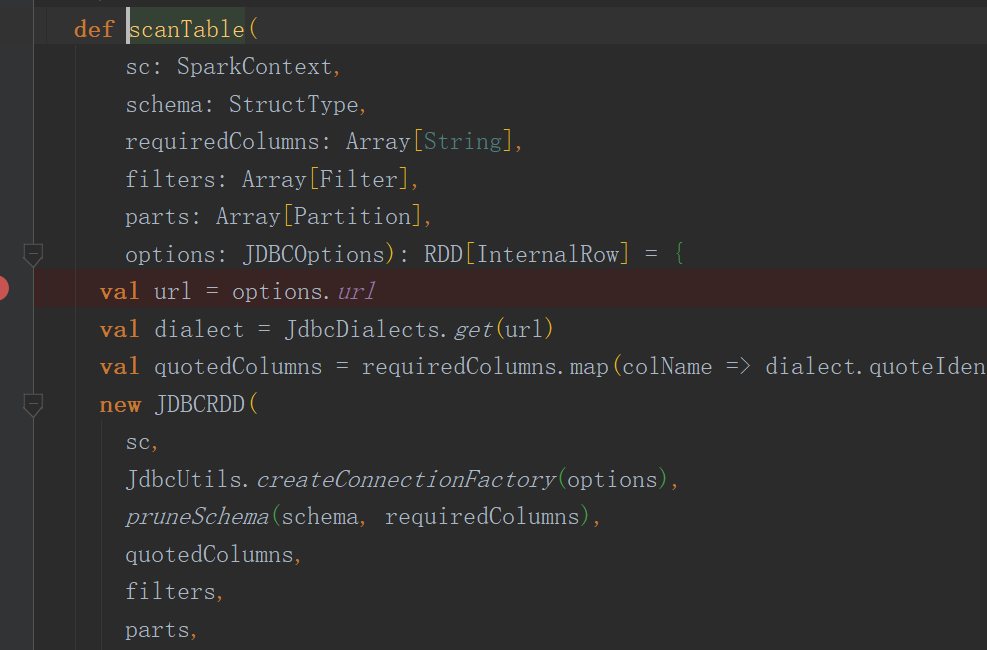 def scanTable(
sc: SparkContext,
schema: StructType,
requiredColumns: Array[String],
filters: Array[Filter],
parts: Array[Partition],
options: JDBCOptions): RDD[InternalRow] = {
val url = options.url
val dialect = JdbcDialects.get(url)
val quotedColumns = requiredColumns.map(colName => dialect.quoteIden
new JDBCRDD(
sc,
JdbcUtils.createConnectionFactory(options),
pruneSchema(schema, requiredColumns),
quotedColumns,
filters,
parts,